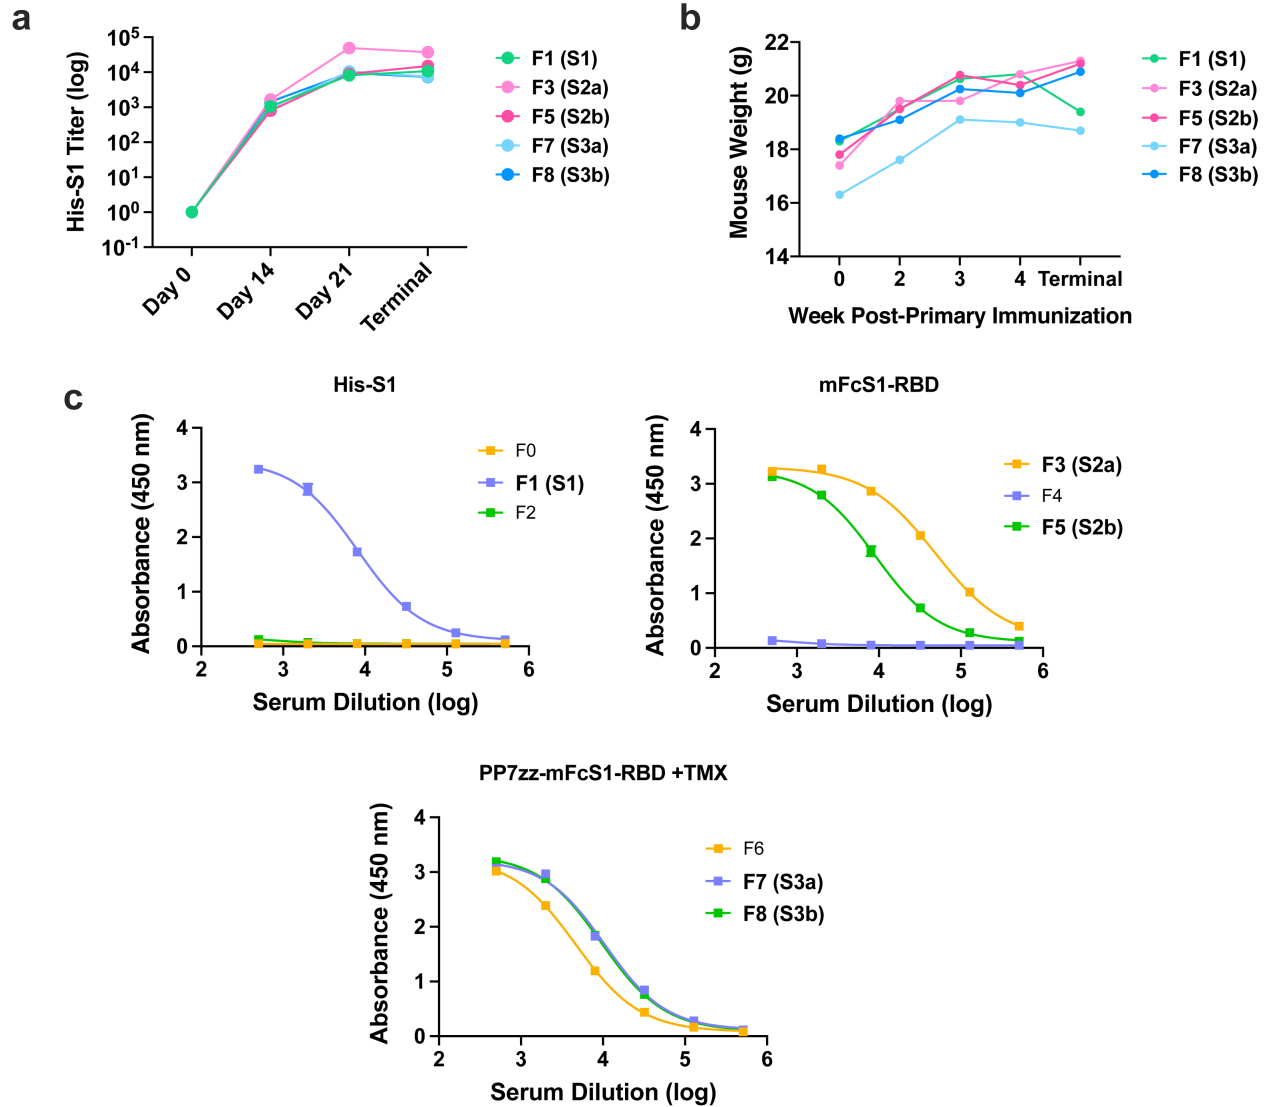 a
His-S1 Titer (log)
10^5
10^4
10^3
10^2
10^1
10^0
10^-1
Day 0
Day 14
Day 21
Terminal
F1 (S1)
F3 (S2a)
F5 (S2b)
F7 (S3a)
F8 (S3b)
b
Mouse Weight (g)
22
20
18
16
14
0
2
3
4
Terminal
Week Post-Primary Immunization
F1 (S1)
F3 (S2a)
F5 (S2b)
F7 (S3a)
F8 (S3b)
c
His-S1
Absorbance (450 nm)
4
3
2
1
0
2
3
4
5
6
Serum Dilution (log)
F0
F1 (S1)
F2
mFcS1-RBD
Absorbance (450 nm)
4
3
2
1
0
2
3
4
5
6
Serum Dilution (log)
F3 (S2a)
F4
F5 (S2b)
PP7zz-mFcS1-RBD +TMX
Absorbance (450 nm)
4
3
2
1
0
2
3
4
5
6
Serum Dilution (log)
F6
F7 (S3a)
F8 (S3b)